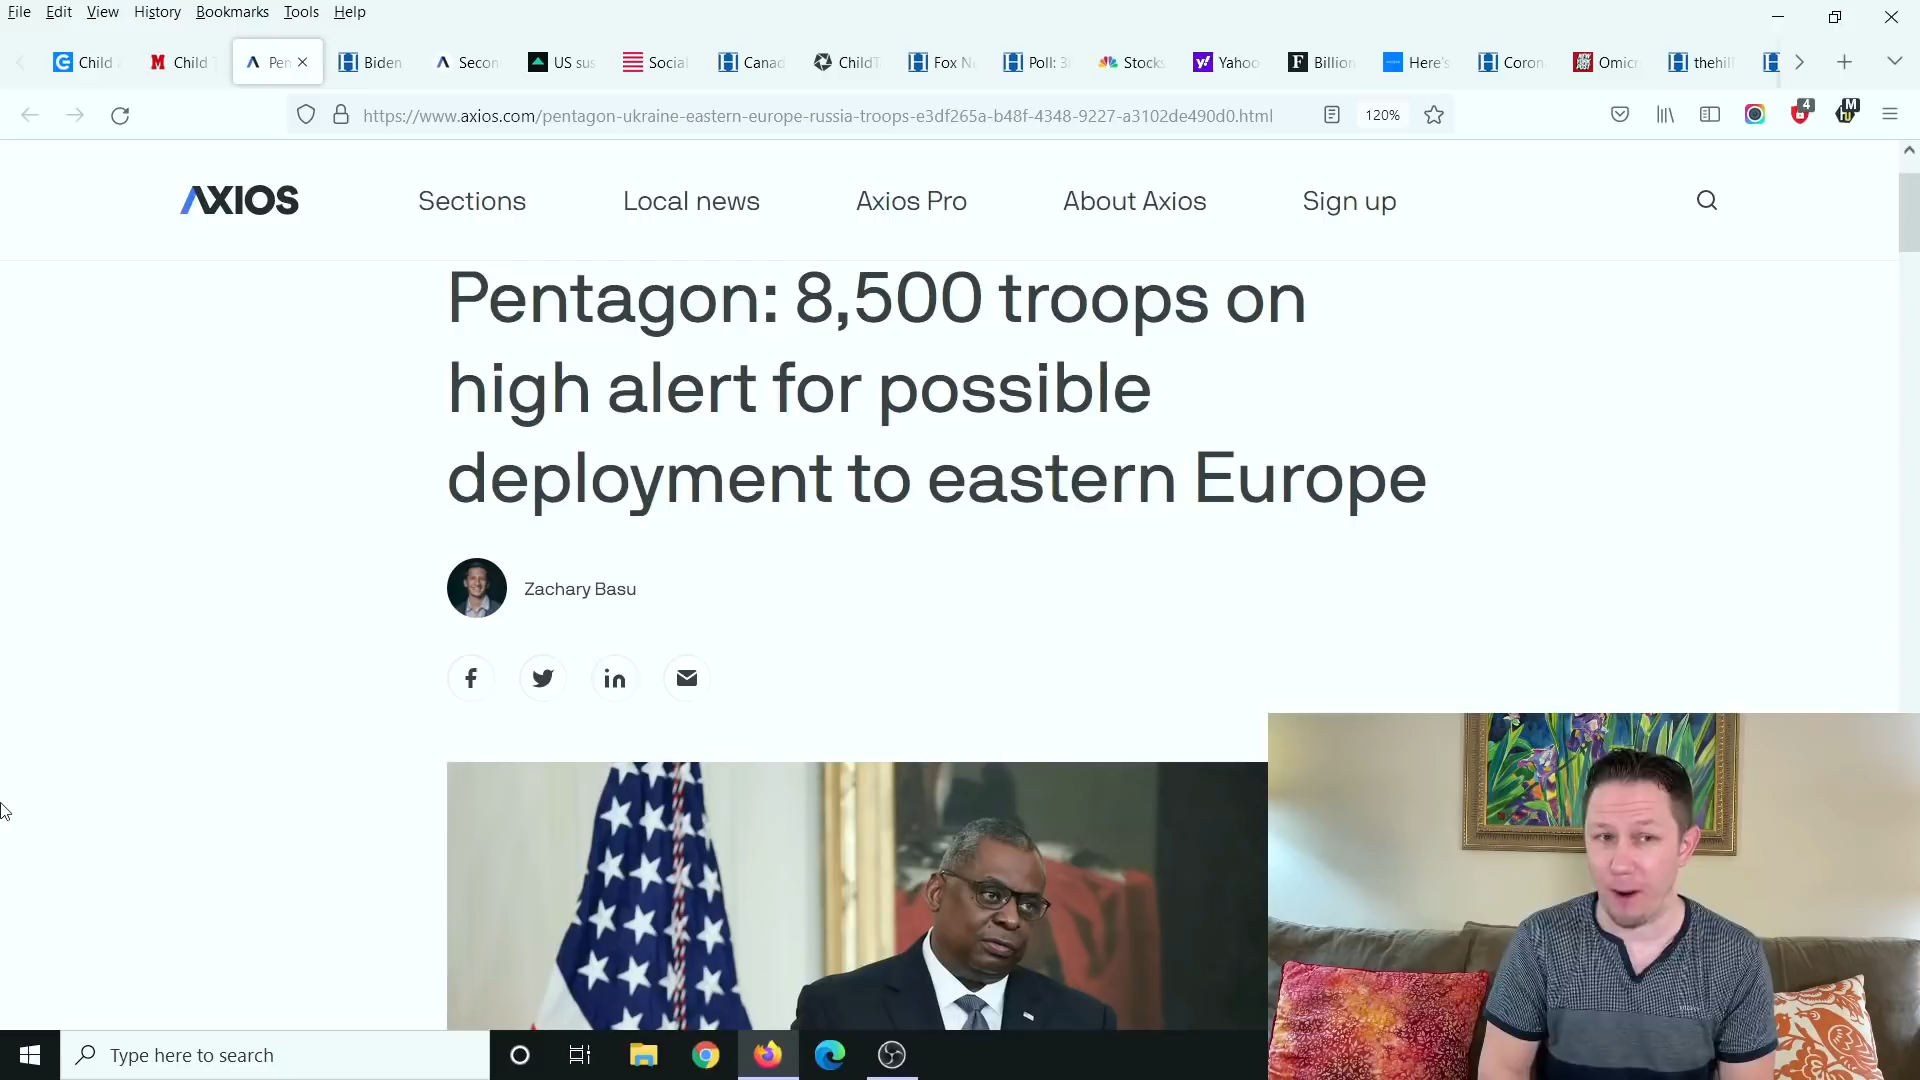 File Edit View History Bookmarks Tools Help
Child Child Pen Biden Secon US sus Social Canad ChildT Fox N Poll: 3 Stocks Yahoo Billion Here's Coron Omicr thehill
https://www.axios.com/pentagon-ukraine-eastern-europe-russia-troops-e3df265a-b48f-4348-9227-a3102de490d0.html 120% 4 M
AXIOS Sections Local news Axios Pro About Axios Sign up
Pentagon: 8,500 troops on
high alert for possible
deployment to eastern Europe
Zachary Basu
Type here to search